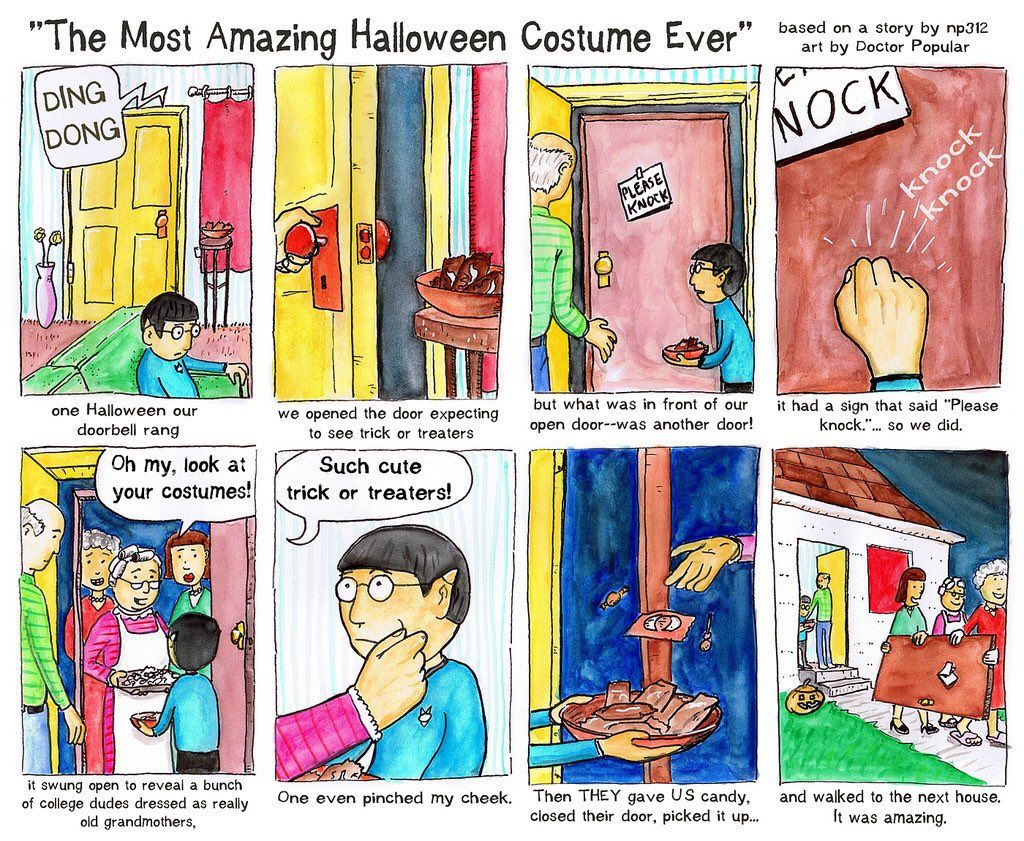 "The Most Amazing Halloween Costume Ever"
based on a story by np312
art by Doctor Popular
DING
DONG
one Halloween our
doorbell rang
we opened the door expecting
to see trick or treaters
PLEASE
KNOCK
but what was in front of our
open door--was another door!
NOCK
knock
knock
it had a sign that said "Please
knock."... so we did.
Oh my, look at
your costumes!
it swung open to reveal a bunch
of college dudes dressed as really
old grandmothers,
Such cute
trick or treaters!
One even pinched my cheek.
Then THEY gave US candy,
closed their door, picked it up...
and walked to the next house.
It was amazing.